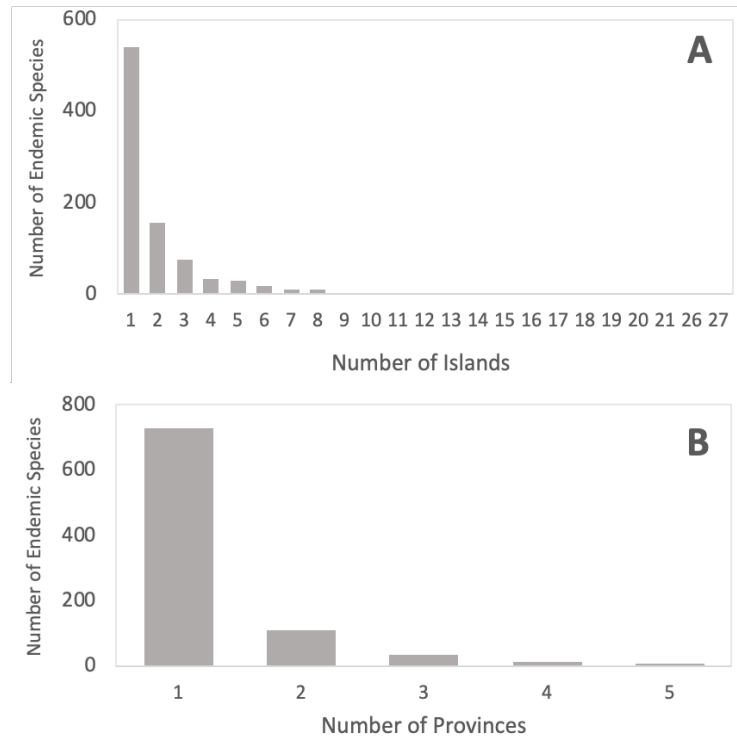 A
Number of Endemic Species
600
400
200
0
1 2 3 4 5 6 7 8 9 10 11 12 13 14 15 16 17 18 19 20 21 26 27
Number of Islands
B
Number of Endemic Species
800
600
400
200
0
1 2 3 4 5
Number of Provinces